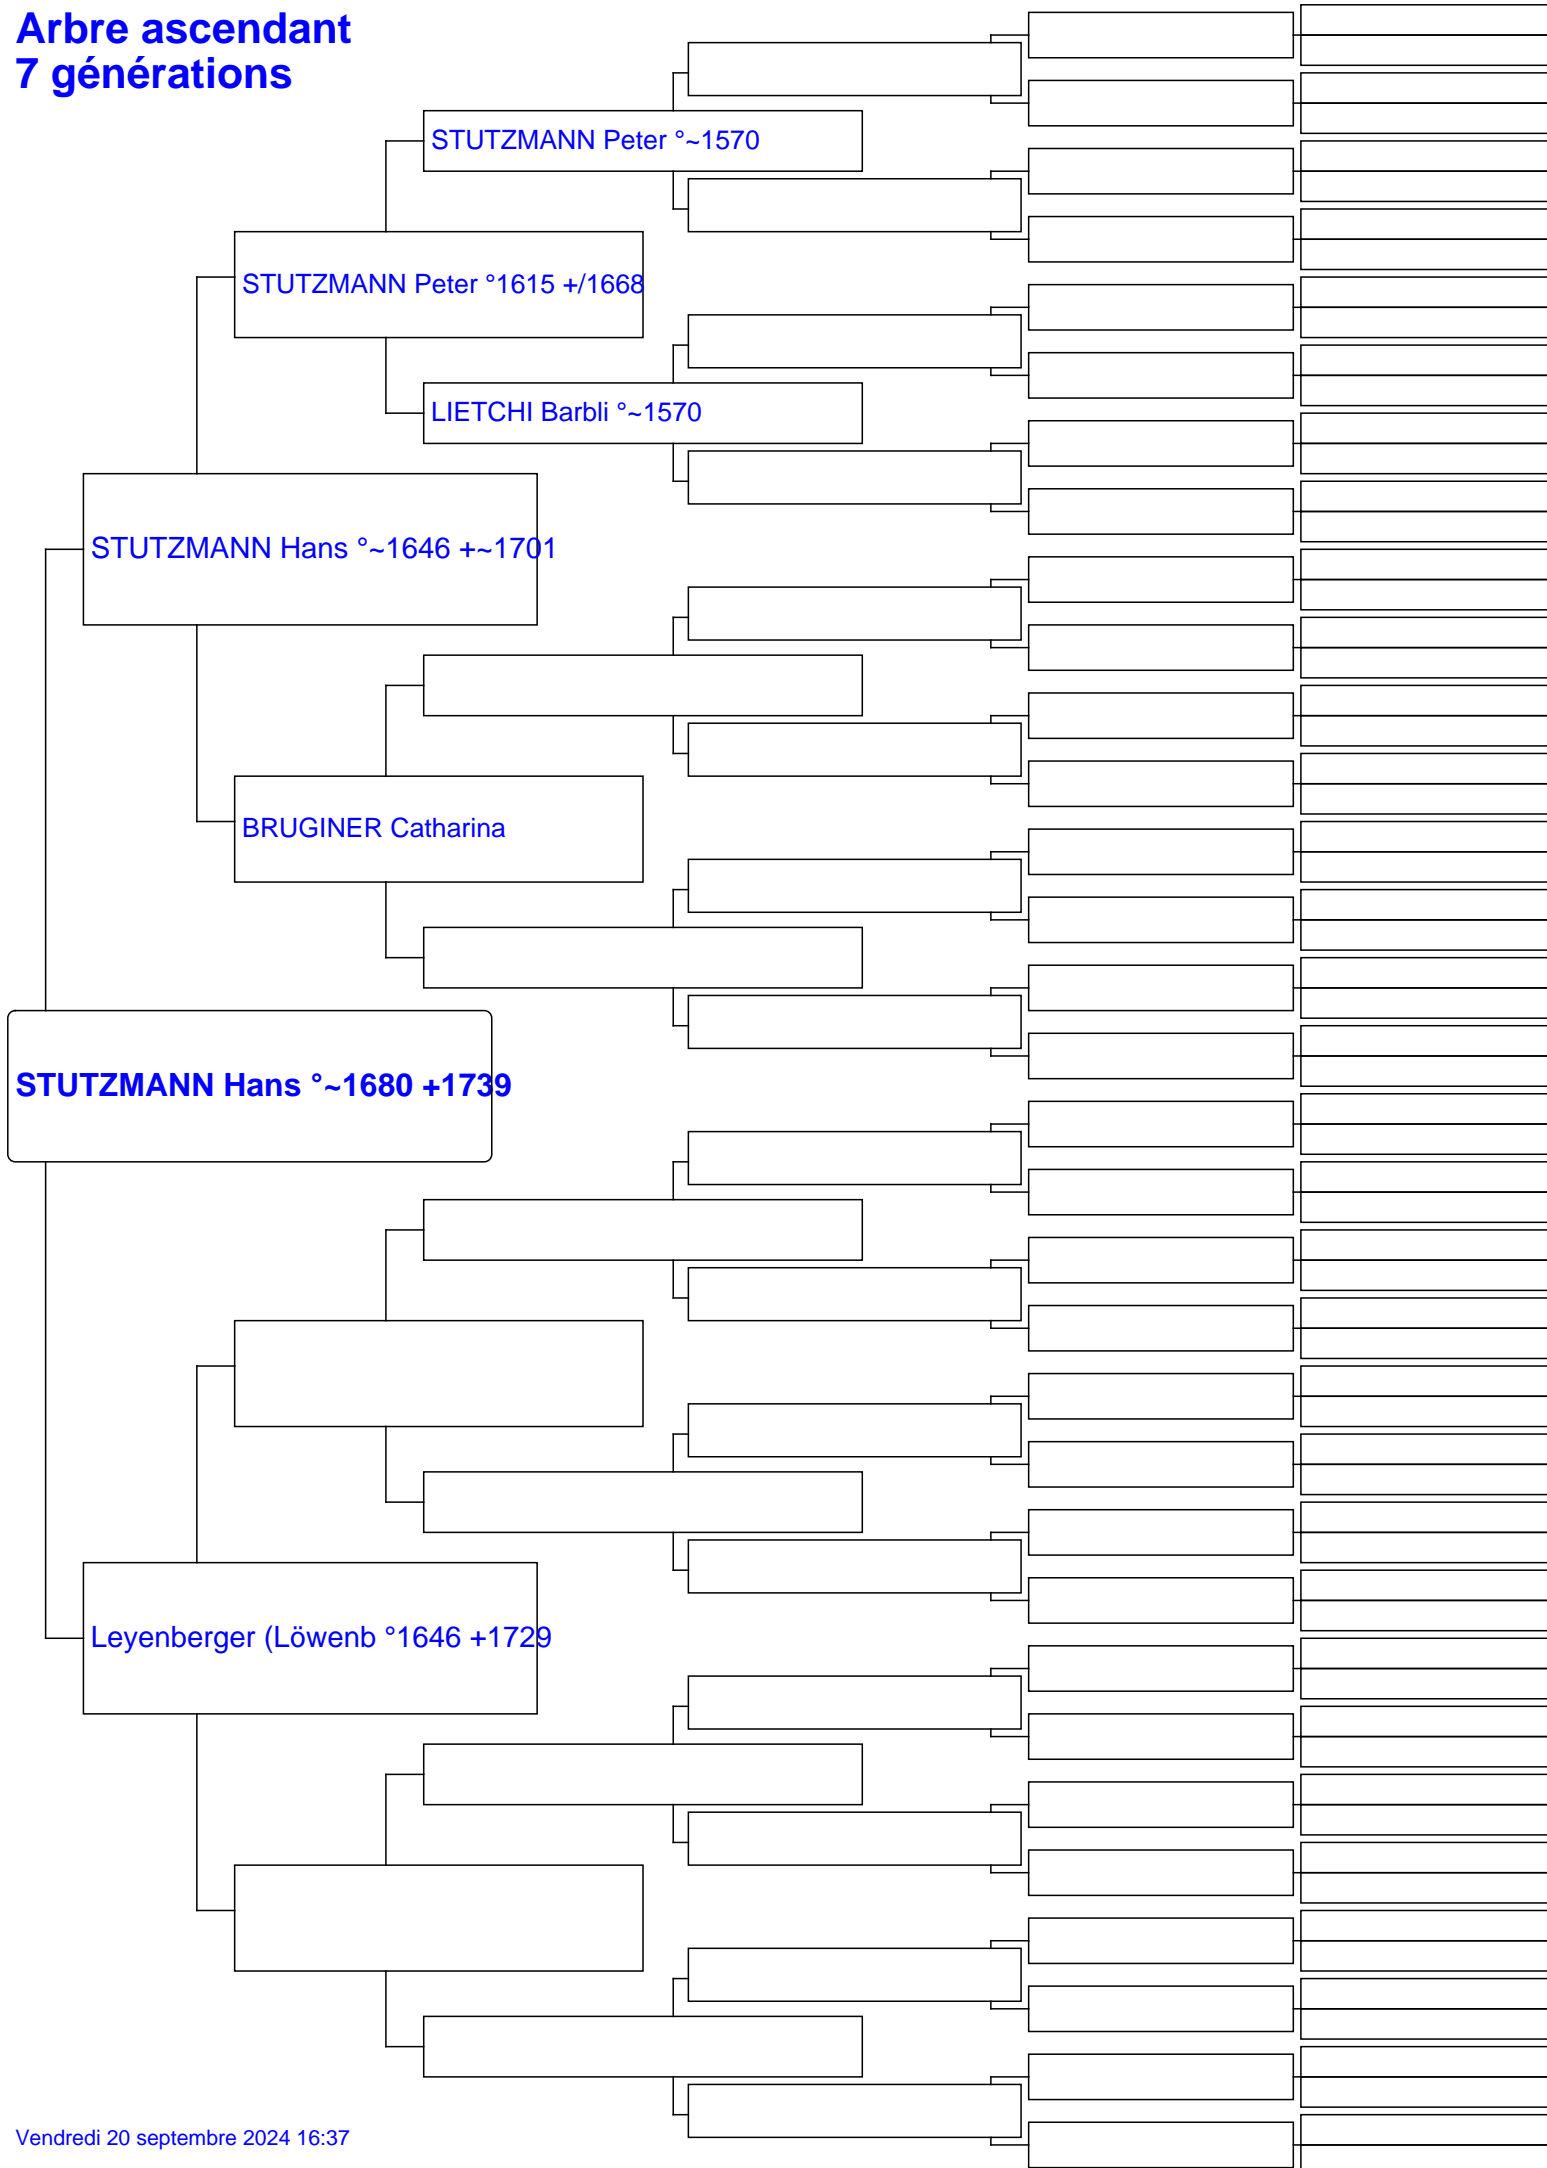 Arbre ascendant
7 générations
STUTZMANN Peter °~1570
STUTZMANN Peter °1615 +/1668
LIETCHI Barbli °~1570
STUTZMANN Hans °~1646 +~1701
BRUGINER Catharina
STUTZMANN Hans °~1680 +1739
Leyenberger (Löwenb °1646 +1729
Vendredi 20 septembre 2024 16:37